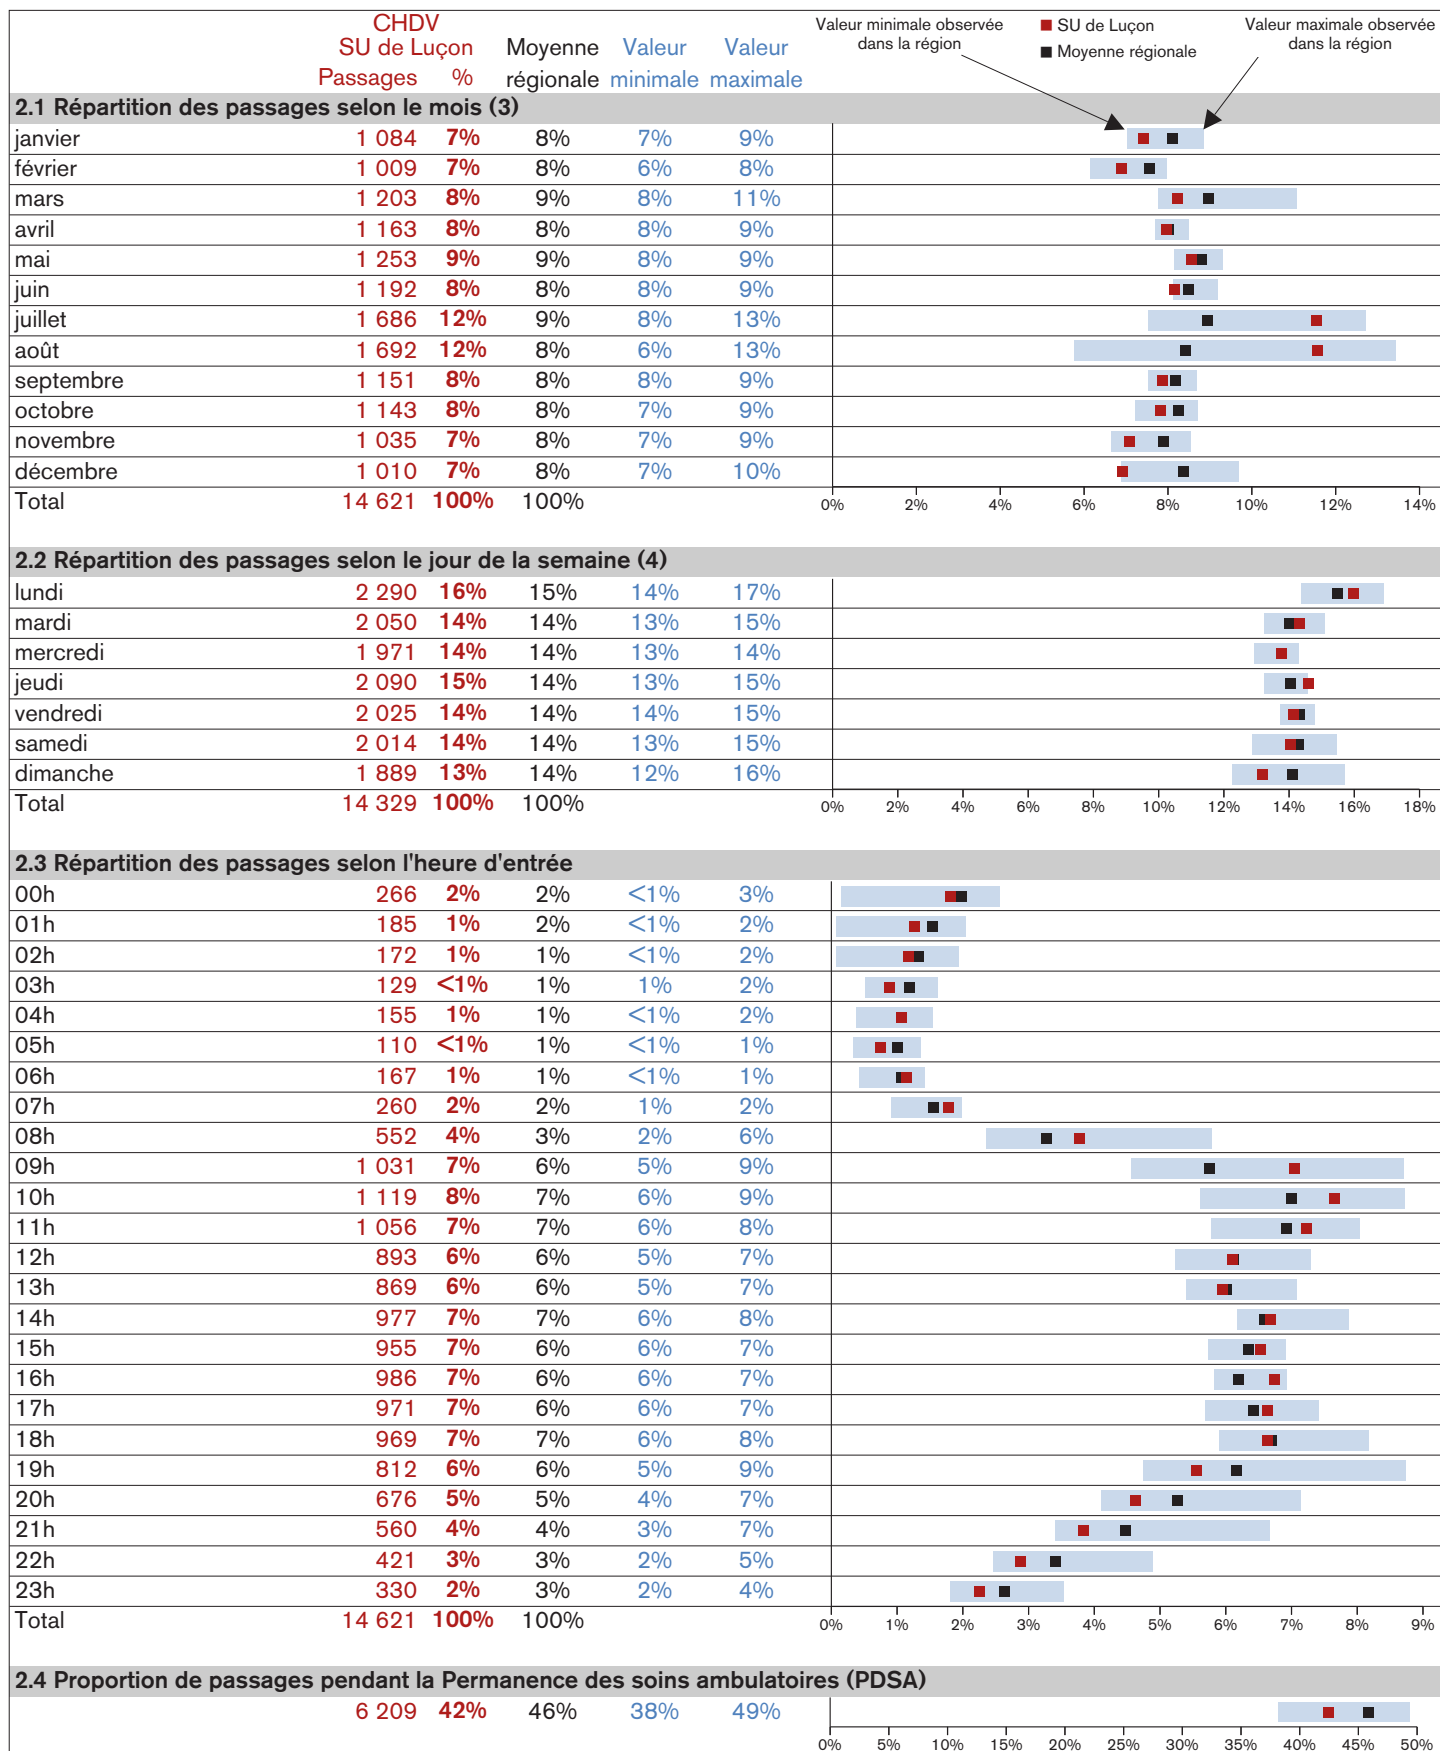 CHDV
SU de Luçon Moyenne Valeur Valeur
Passages % régionale minimale maximale
Valeur minimale observée dans la région
SU de Luçon
Moyenne régionale
Valeur maximale observée dans la région
2.1 Répartition des passages selon le mois (3)
janvier 1 084 7% 8% 7% 9%
février 1 009 7% 8% 6% 8%
mars 1 203 8% 9% 8% 11%
avril 1 163 8% 8% 8% 9%
mai 1 253 9% 9% 8% 9%
juin 1 192 8% 8% 8% 9%
juillet 1 686 12% 9% 8% 13%
août 1 692 12% 8% 6% 13%
septembre 1 151 8% 8% 8% 9%
octobre 1 143 8% 8% 7% 9%
novembre 1 035 7% 8% 7% 9%
décembre 1 010 7% 8% 7% 10%
Total 14 621 100% 100%
0% 2% 4% 6% 8% 10% 12% 14%
2.2 Répartition des passages selon le jour de la semaine (4)
lundi 2 290 16% 15% 14% 17%
mardi 2 050 14% 14% 13% 15%
mercredi 1 971 14% 14% 13% 14%
jeudi 2 090 15% 14% 13% 15%
vendredi 2 025 14% 14% 14% 15%
samedi 2 014 14% 14% 13% 15%
dimanche 1 889 13% 14% 12% 16%
Total 14 329 100% 100%
0% 2% 4% 6% 8% 10% 12% 14% 16% 18%
2.3 Répartition des passages selon l'heure d'entrée
00h 266 2% 2% <1% 3%
01h 185 1% 2% <1% 2%
02h 172 1% 1% <1% 2%
03h 129 <1% 1% 1% 2%
04h 155 1% 1% <1% 2%
05h 110 <1% 1% <1% 1%
06h 167 1% 1% <1% 1%
07h 260 2% 2% 1% 2%
08h 552 4% 3% 2% 6%
09h 1 031 7% 6% 5% 9%
10h 1 119 8% 7% 6% 9%
11h 1 056 7% 7% 6% 8%
12h 893 6% 6% 5% 7%
13h 869 6% 6% 5% 7%
14h 977 7% 7% 6% 8%
15h 955 7% 6% 6% 7%
16h 986 7% 6% 6% 7%
17h 971 7% 6% 6% 7%
18h 969 7% 7% 6% 8%
19h 812 6% 6% 5% 9%
20h 676 5% 5% 4% 7%
21h 560 4% 4% 3% 7%
22h 421 3% 3% 2% 5%
23h 330 2% 3% 2% 4%
Total 14 621 100% 100%
0% 1% 2% 3% 4% 5% 6% 7% 8% 9%
2.4 Proportion de passages pendant la Permanence des soins ambulatoires (PDSA)
6 209 42% 46% 38% 49%
0% 5% 10% 15% 20% 25% 30% 35% 40% 45% 50%